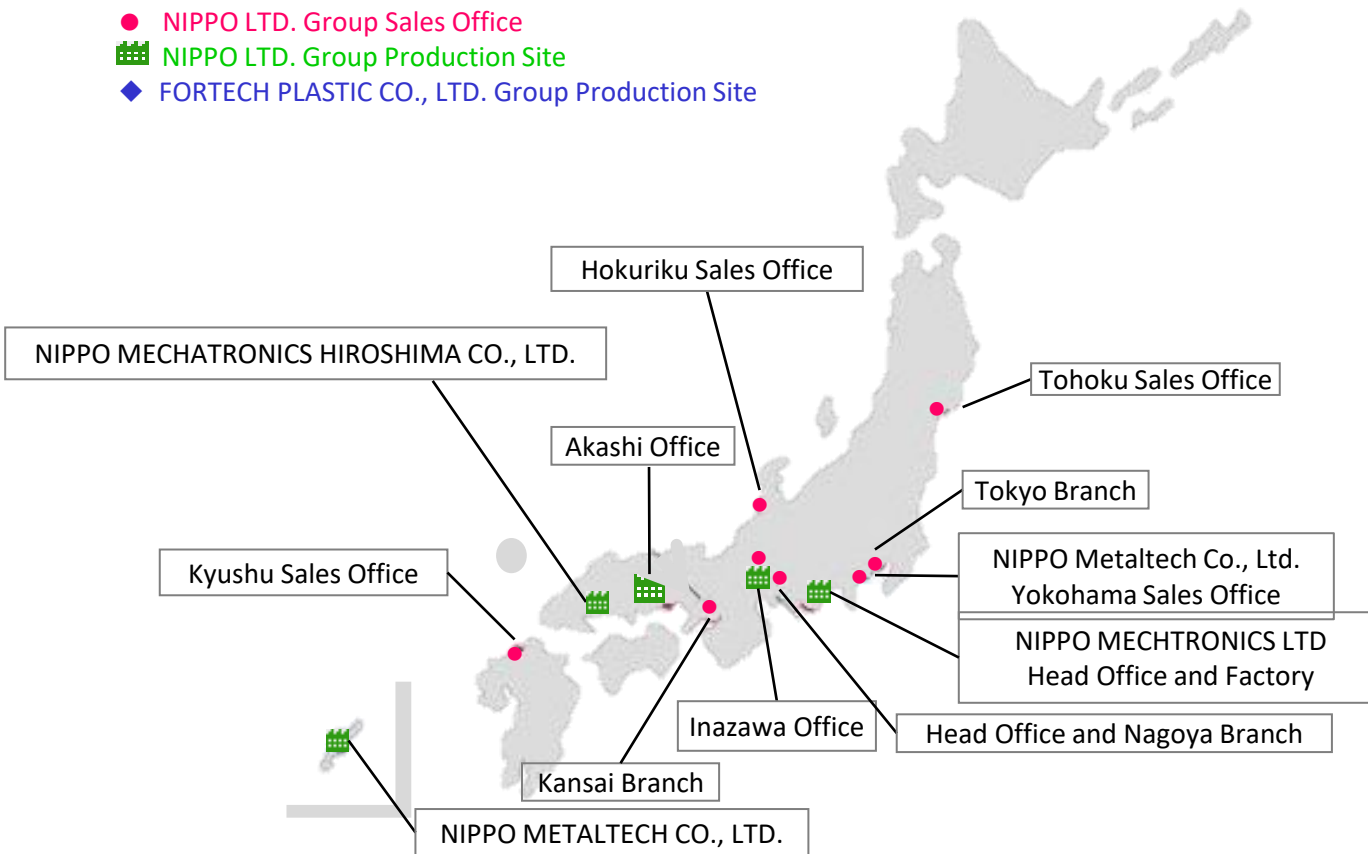 NIPPO LTD. Group Sales Office
NIPPO LTD. Group Production Site
FORTECH PLASTIC CO., LTD. Group Production Site
Hokuriku Sales Office
NIPPO MECHATRONICS HIROSHIMA CO., LTD.
Tohoku Sales Office
Akashi Office
Tokyo Branch
Kyushu Sales Office
NIPPO Metaltech Co., Ltd.
Yokohama Sales Office
NIPPO MECHTRONICS LTD
Head Office and Factory
Inazawa Office
Head Office and Nagoya Branch
Kansai Branch
NIPPO METALTECH CO., LTD.